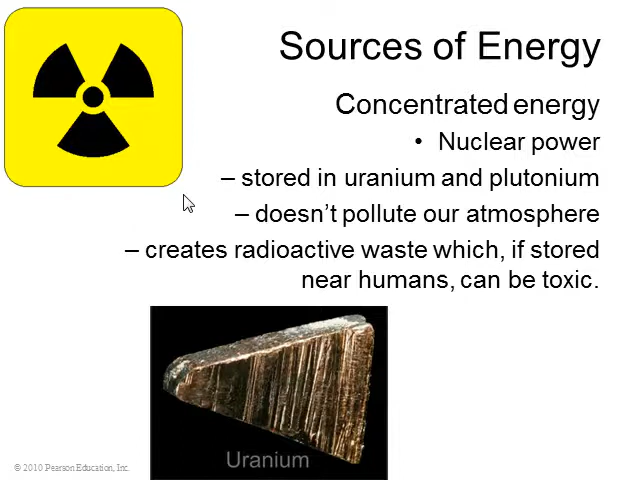 Sources of Energy
Concentrated energy
• Nuclear power
– stored in uranium and plutonium
– doesn't pollute our atmosphere
– creates radioactive waste which, if stored
near humans, can be toxic.
Uranium
© 2010 Pearson Education, Inc.